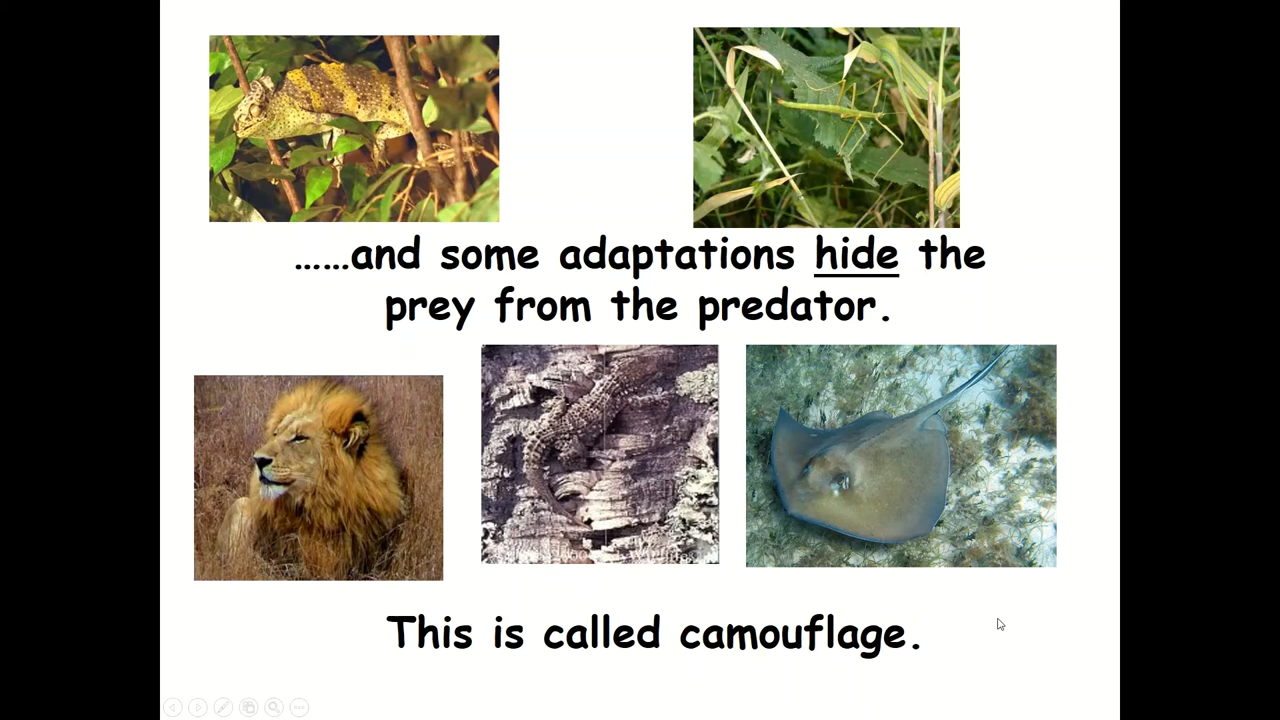 ......and some adaptations hide the
prey from the predator.
This is called camouflage.